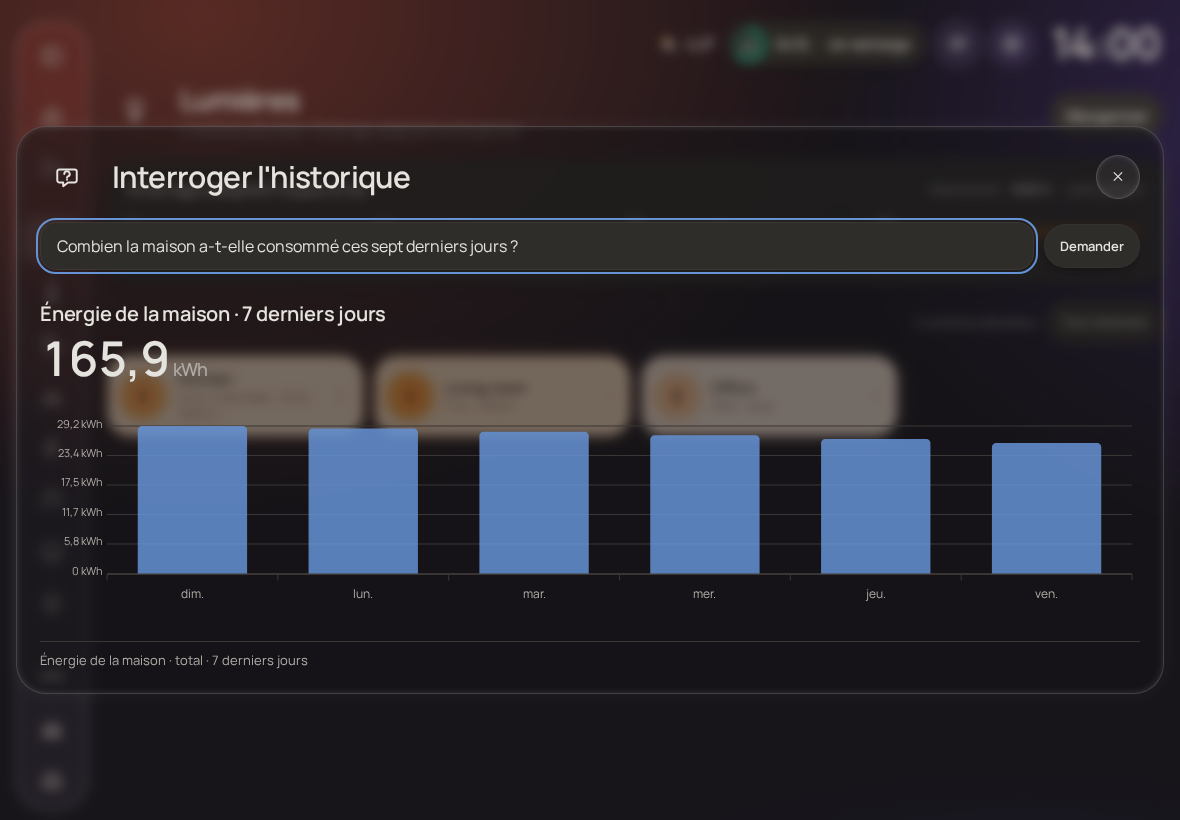 14:00
Lumières
Interroger l'historique
Combien la maison a-t-elle consommé ces sept derniers jours ?
Demander
Énergie de la maison · 7 derniers jours
165,9 kWh
29,2 kWh
23,4 kWh
17,5 kWh
11,7 kWh
5,8 kWh
0 kWh
dim.
lun.
mar.
mer.
jeu.
ven.
Énergie de la maison · total · 7 derniers jours